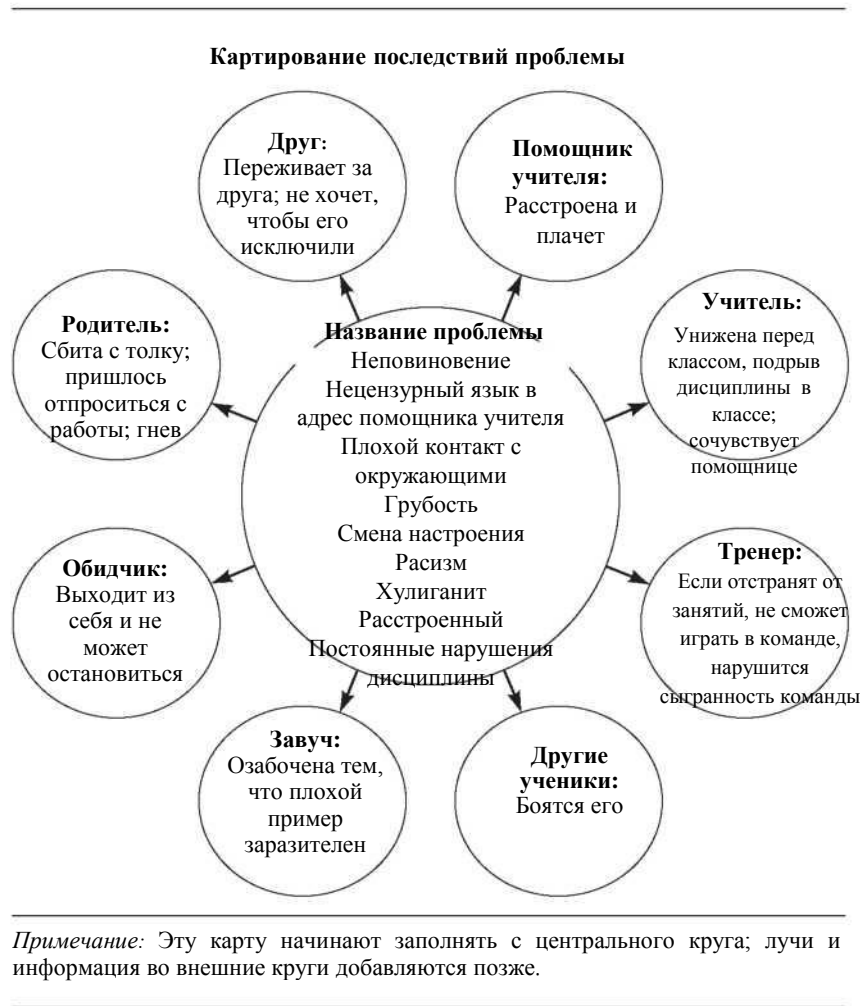 Картирование последствий проблемы
Друг:
Переживает за
друга; не хочет,
чтобы его
исключили
Помощник
учителя:
Расстроена и
плачет
Родитель:
Сбита с толку;
пришлось
отпроситься с
работы; гнев
Название проблемы
Неповиновение
Нецензурный язык в
адрес помощника учителя
Плохой контакт с
окружающими
Грубость
Смена настроения
Расизм
Хулиганит
Расстроенный
Постоянные нарушения
дисциплины
Учитель:
Унижена перед
классом, подрыв
дисциплины в
классе;
сочувствует
помощнице
Обидчик:
Выходит из
себя и не
может
остановиться
Тренер:
Если отстранят от
занятий, не сможет
играть в команде,
нарушится
сыгранность команды
Завуч:
Озабочена тем,
что плохой
пример
заразителен
Другие
ученики:
Боятся его
Примечание: Эту карту начинают заполнять с центрального круга; лучи и
информация во внешние круги добавляются позже.